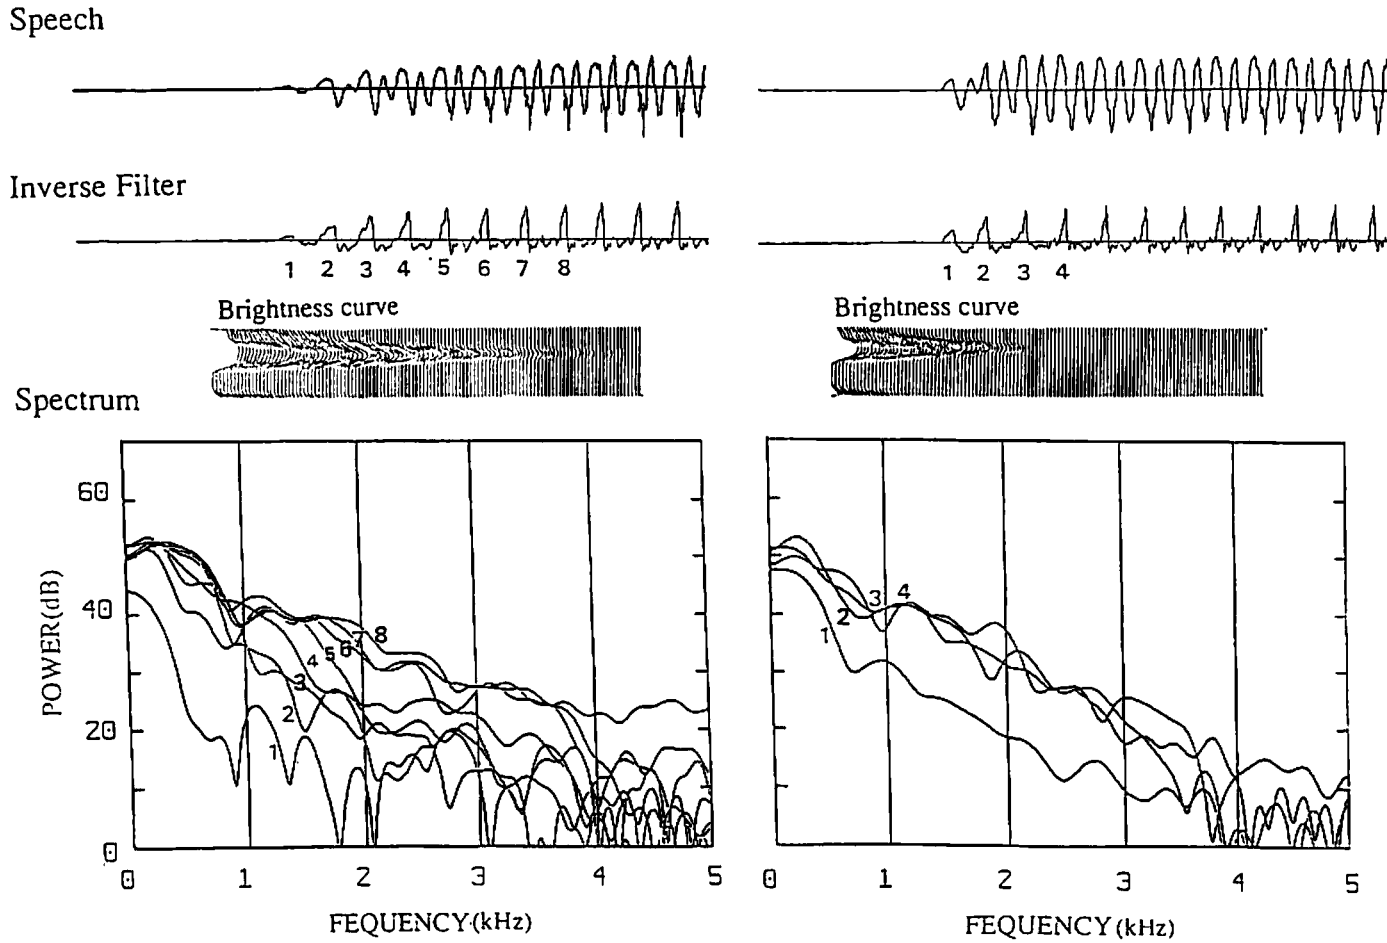 Speech
Inverse Filter
1 2 3 4 5 6 7 8
1 2 3 4
Brightness curve
Brightness curve
Spectrum
POWER(dB)
60
40
20
0
1 2 3 4 5 6 7 8
0 1 2 3 4 5
FEQUENCY(kHz)
1 2 3 4
0 1 2 3 4 5
FEQUENCY(kHz)